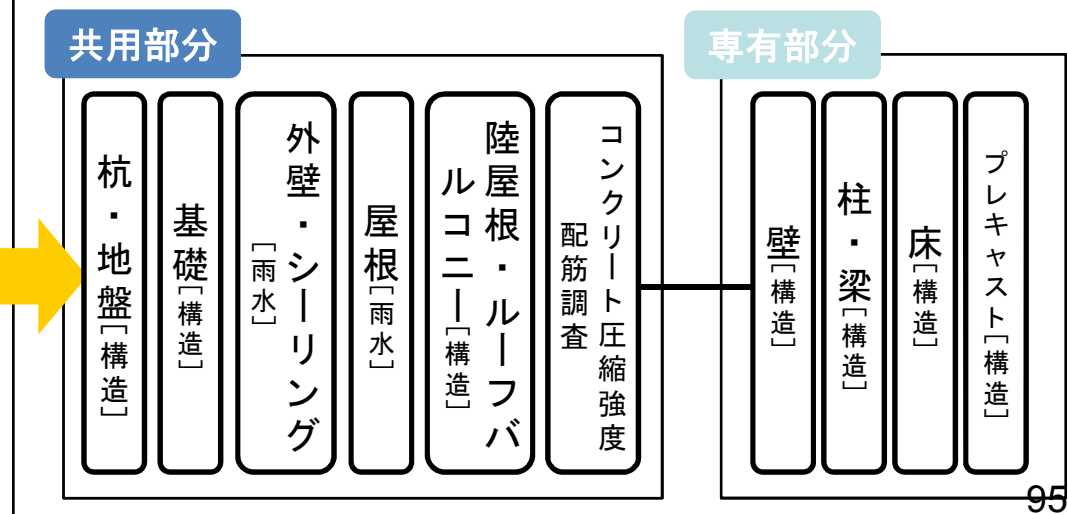 共用部分
杭・地盤[構造]
基礎[構造]
外壁・シーリング
[雨水]
屋根[雨水]
陸屋根・ルーフバ
ルコニー[構造]
コンクリート圧縮強度
配筋調査
専有部分
壁[構造]
柱・梁[構造]
床[構造]
プレキャスト[構造]
95